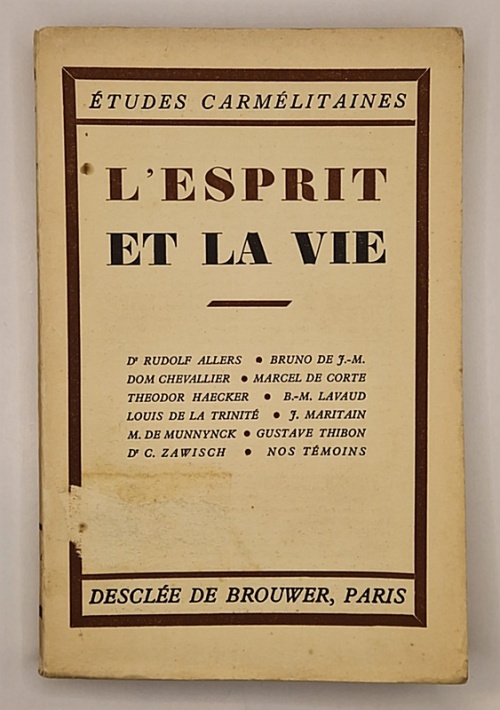 ÉTUDES CARMÉLITAINES
L'ESPRIT
ET LA VIE
Dr RUDOLF ALLERS • BRUNO DE J.-M.
DOM CHEVALLIER • MARCEL DE CORTE
THEODOR HAECKER • B.-M. LAVAUD
LOUIS DE LA TRINITÉ • J. MARITAIN
M. DE MUNNYNCK • GUSTAVE THIBON
Dr C. ZAWISCH • NOS TÉMOINS
DESCLÉE DE BROUWER, PARIS